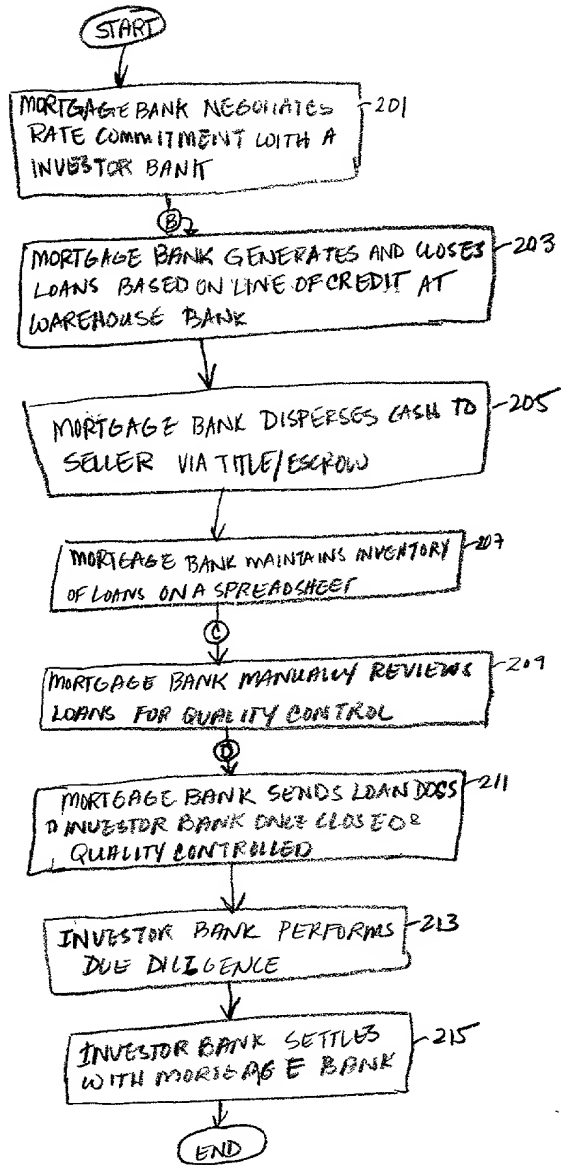 START
MORTGAGE BANK NEGOTIATES
RATE COMMITMENT WITH A
INVESTOR BANK
201
B
MORTGAGE BANK GENERATES AND CLOSES
LOANS BASED ON LINE OF CREDIT AT
WAREHOUSE BANK
203
MORTGAGE BANK DISPERSES CASH TO
SELLER VIA TITLE/ESCROW
205
MORTGAGE BANK MAINTAINS INVENTORY
OF LOANS ON A SPREADSHEET
207
C
MORTGAGE BANK MANUALLY REVIEWS
LOANS FOR QUALITY CONTROL
209
D
MORTGAGE BANK SENDS LOAN DOCS
INVESTOR BANK ONCE CLOSED &
QUALITY CONTROLLED
211
INVESTOR BANK PERFORMS
DUE DILIGENCE
213
INVESTOR BANK SETTLES
WITH MORTGAGE BANK
215
END